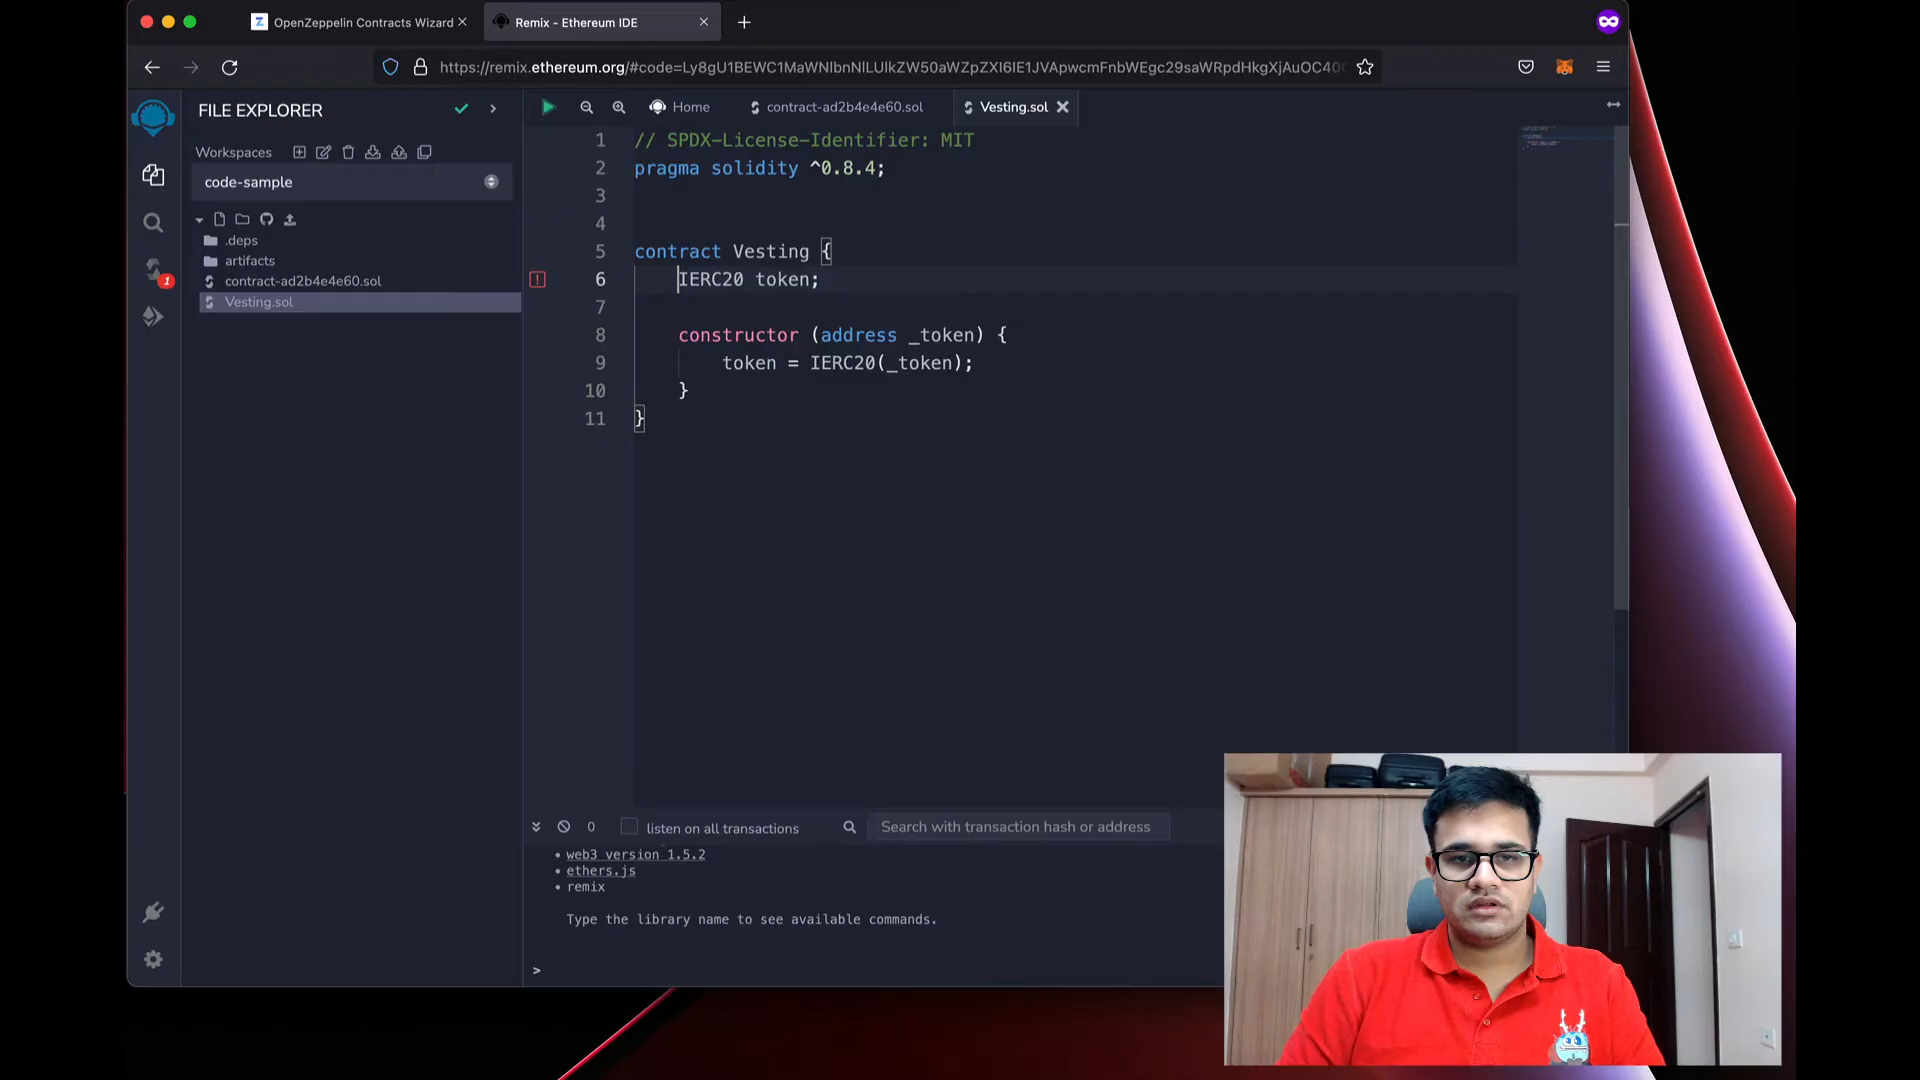 OpenZeppelin Contracts Wizard
Remix - Ethereum IDE
https://remix.ethereum.org/#code=Ly8gU1BEWC1MaWNlbnNlLUlkZW50aWZpZXI6IE1JVApwcmFnbWEgc29saWRpdHkgXjAuOC40
FILE EXPLORER
Home
contract-ad2b4e4e60.sol
Vesting.sol
Workspaces
code-sample
.deps
artifacts
contract-ad2b4e4e60.sol
1
Vesting.sol
1 // SPDX-License-Identifier: MIT
2 pragma solidity ^0.8.4;
3
4
5 contract Vesting {
6 IERC20 token;
7
8 constructor (address _token) {
9 token = IERC20(_token);
10 }
11 }
0 listen on all transactions Search with transaction hash or address
• web3 version 1.5.2
• ethers.js
• remix
Type the library name to see available commands.
>